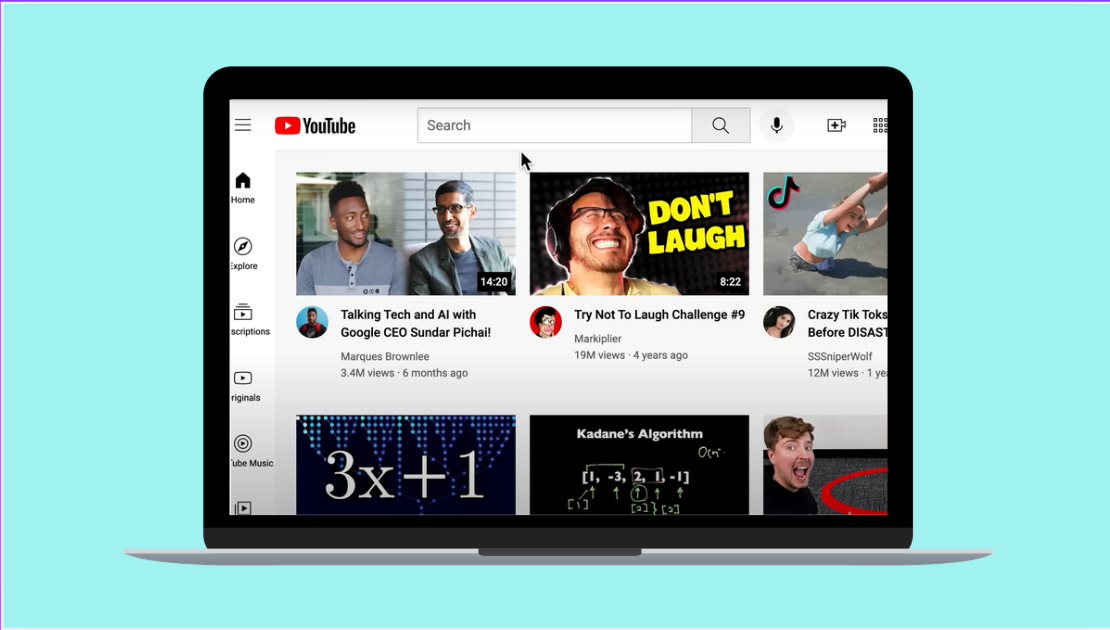 YouTube
Search
Home
Explore
scriptions
riginals
Tube Music
14:20
Talking Tech and AI with
Google CEO Sundar Pichai!
Marques Brownlee
3.4M views · 6 months ago
DON'T
LAUGH
8:22
Try Not To Laugh Challenge #9
Markiplier
19M views · 4 years ago
Crazy Tik Toks
Before DISAST
SSSniperWolf
12M views · 1 ye
3x+1
Kadane's Algorithm
[1, -3, 2, 1, -1]
[1]
[2]
[2]